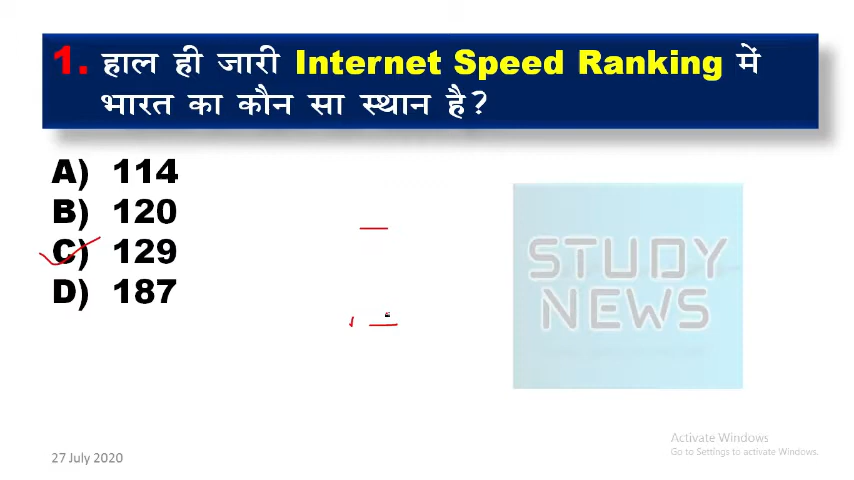 1. हाल ही जारी Internet Speed Ranking में
भारत का कौन सा स्थान है?
A) 114
B) 120
C) 129
D) 187
STUDY
NEWS
27 July 2020
Activate Windows
Go to Settings to activate Windows.